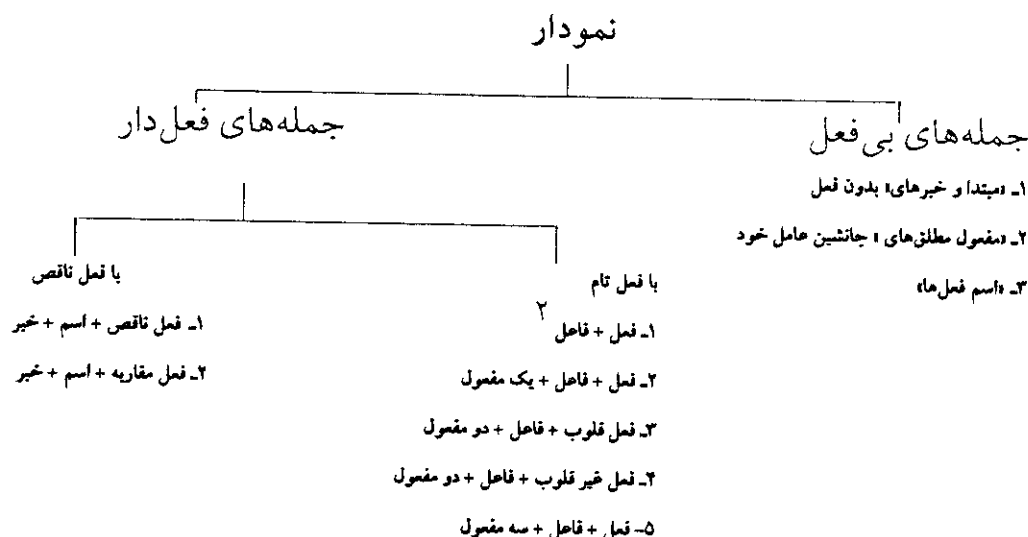 نمودار
جمله‌های بی‌فعل
۱ـ «مبتدا و خبرهای» بدون فعل
۲ـ «مفعول مطلق‌های» جانشین عامل خود
۳ـ «اسم فعل‌ها»
جمله‌های فعل‌دار
با فعل تام
۱ـ فعل + فاعل ۲
۲ـ فعل + فاعل + یک مفعول
۳ـ فعل قلوب + فاعل + دو مفعول
۴ـ فعل غیر قلوب + فاعل + دو مفعول
۵- فعل + فاعل + سه مفعول
با فعل ناقص
۱ـ فعل ناقص + اسم + خبر
۲ـ فعل مقاربه + اسم + خبر